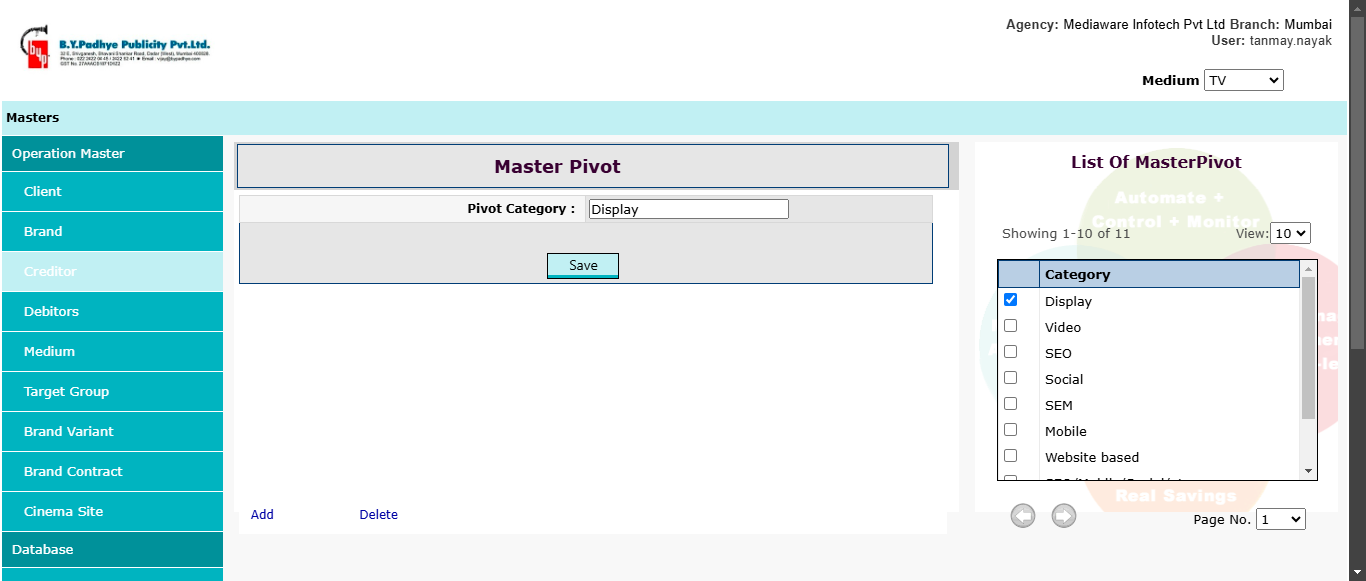 Agency: Mediaware Infotech Pvt Ltd Branch: Mumbai
User: tanmay.nayak
B.Y.Padhye Publicity Pvt.Ltd.
Medium TV
Masters
Operation Master
Client
Brand
Creditor
Debitors
Medium
Target Group
Brand Variant
Brand Contract
Cinema Site
Database
Master Pivot
Pivot Category : Display
Save
Add Delete
List Of MasterPivot
Automate +
Control + Monitor
Showing 1-10 of 11 View: 10
Category
Display
Video
SEO
Social
SEM
Mobile
Website based
Real Savings
Page No. 1